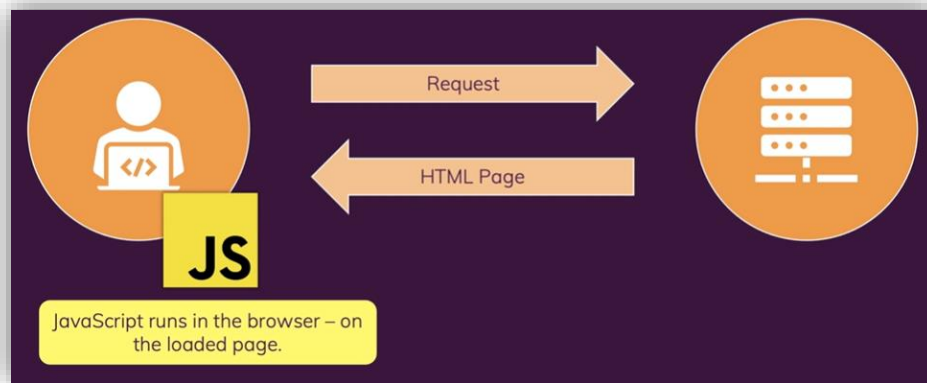 Request
HTML Page
</>
JS
JavaScript runs in the browser – on
the loaded page.